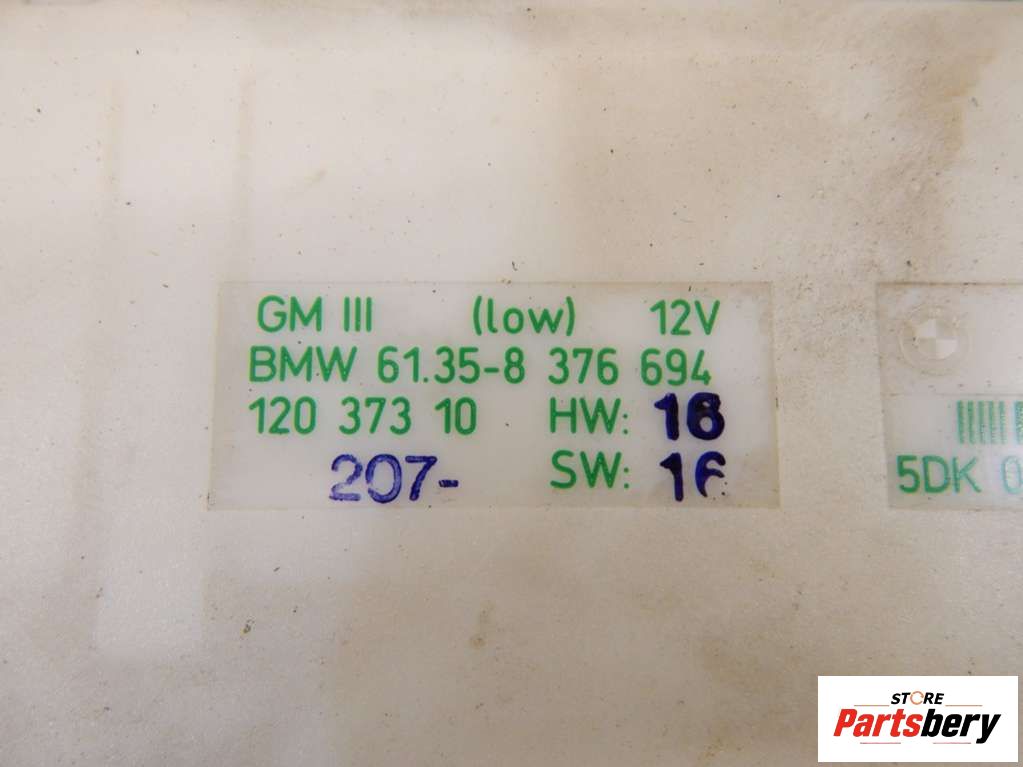 GM III (low) 12V
BMW 61.35-8 376 694
120 373 10 HW: 16
207- SW: 16
5DK 0
STORE
Partsbery